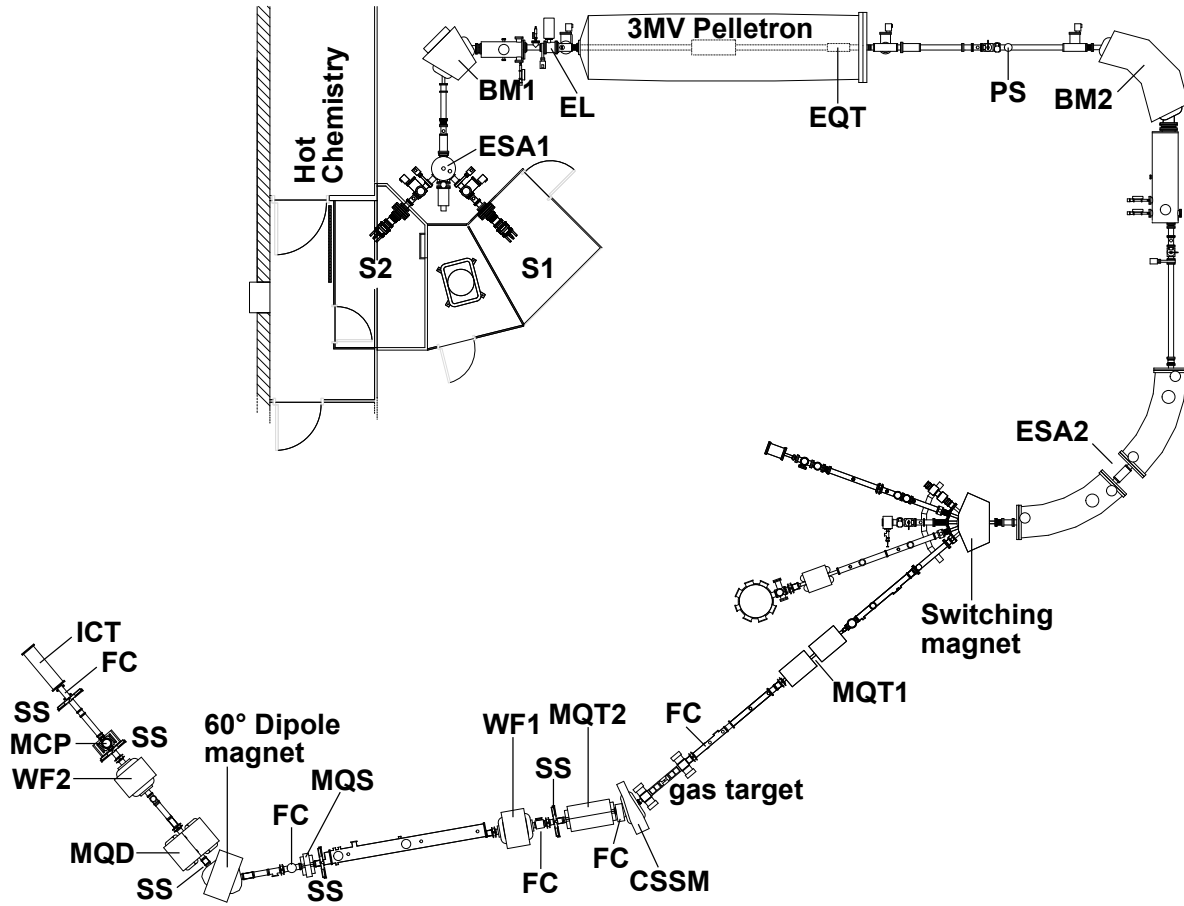 3MV Pelletron
BM1
EL
EQT
PS
BM2
Hot
Chemistry
ESA1
S2
S1
ESA2
Switching
magnet
ICT
FC
SS
MCP
SS
WF2
60° Dipole
magnet
MQS
FC
MQD
SS
SS
WF1
MQT2
SS
FC
FC
CSSM
FC
gas target
MQT1